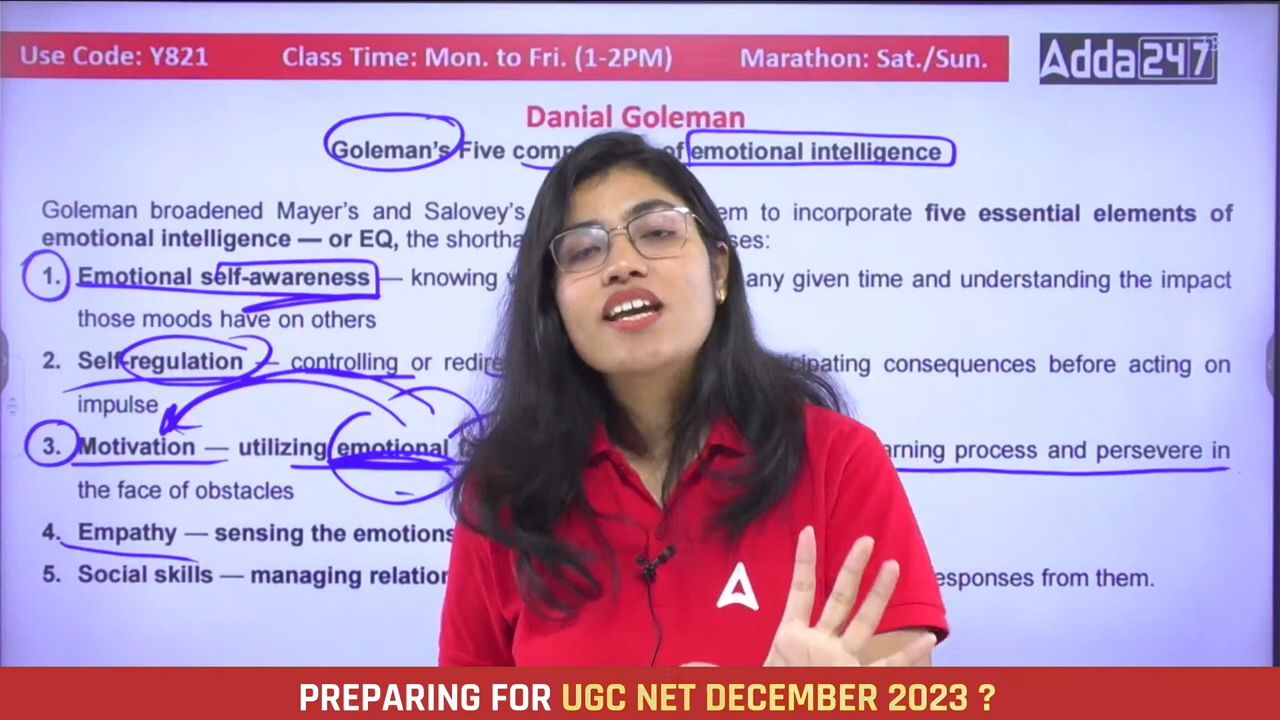 Use Code: Y821 Class Time: Mon. to Fri. (1-2PM) Marathon: Sat./Sun.
Adda247
Danial Goleman
Goleman's Five com of emotional intelligence
Goleman broadened Mayer's and Salovey's em to incorporate five essential elements of
emotional intelligence — or EQ, the shortha ses:
1. Emotional self-awareness — knowing any given time and understanding the impact
those moods have on others
2. Self-regulation — controlling or redire cipating consequences before acting on
impulse
3. Motivation — utilizing emotional arning process and persevere in
the face of obstacles
4. Empathy — sensing the emotions
5. Social skills — managing relation esponses from them.
PREPARING FOR UGC NET DECEMBER 2023 ?